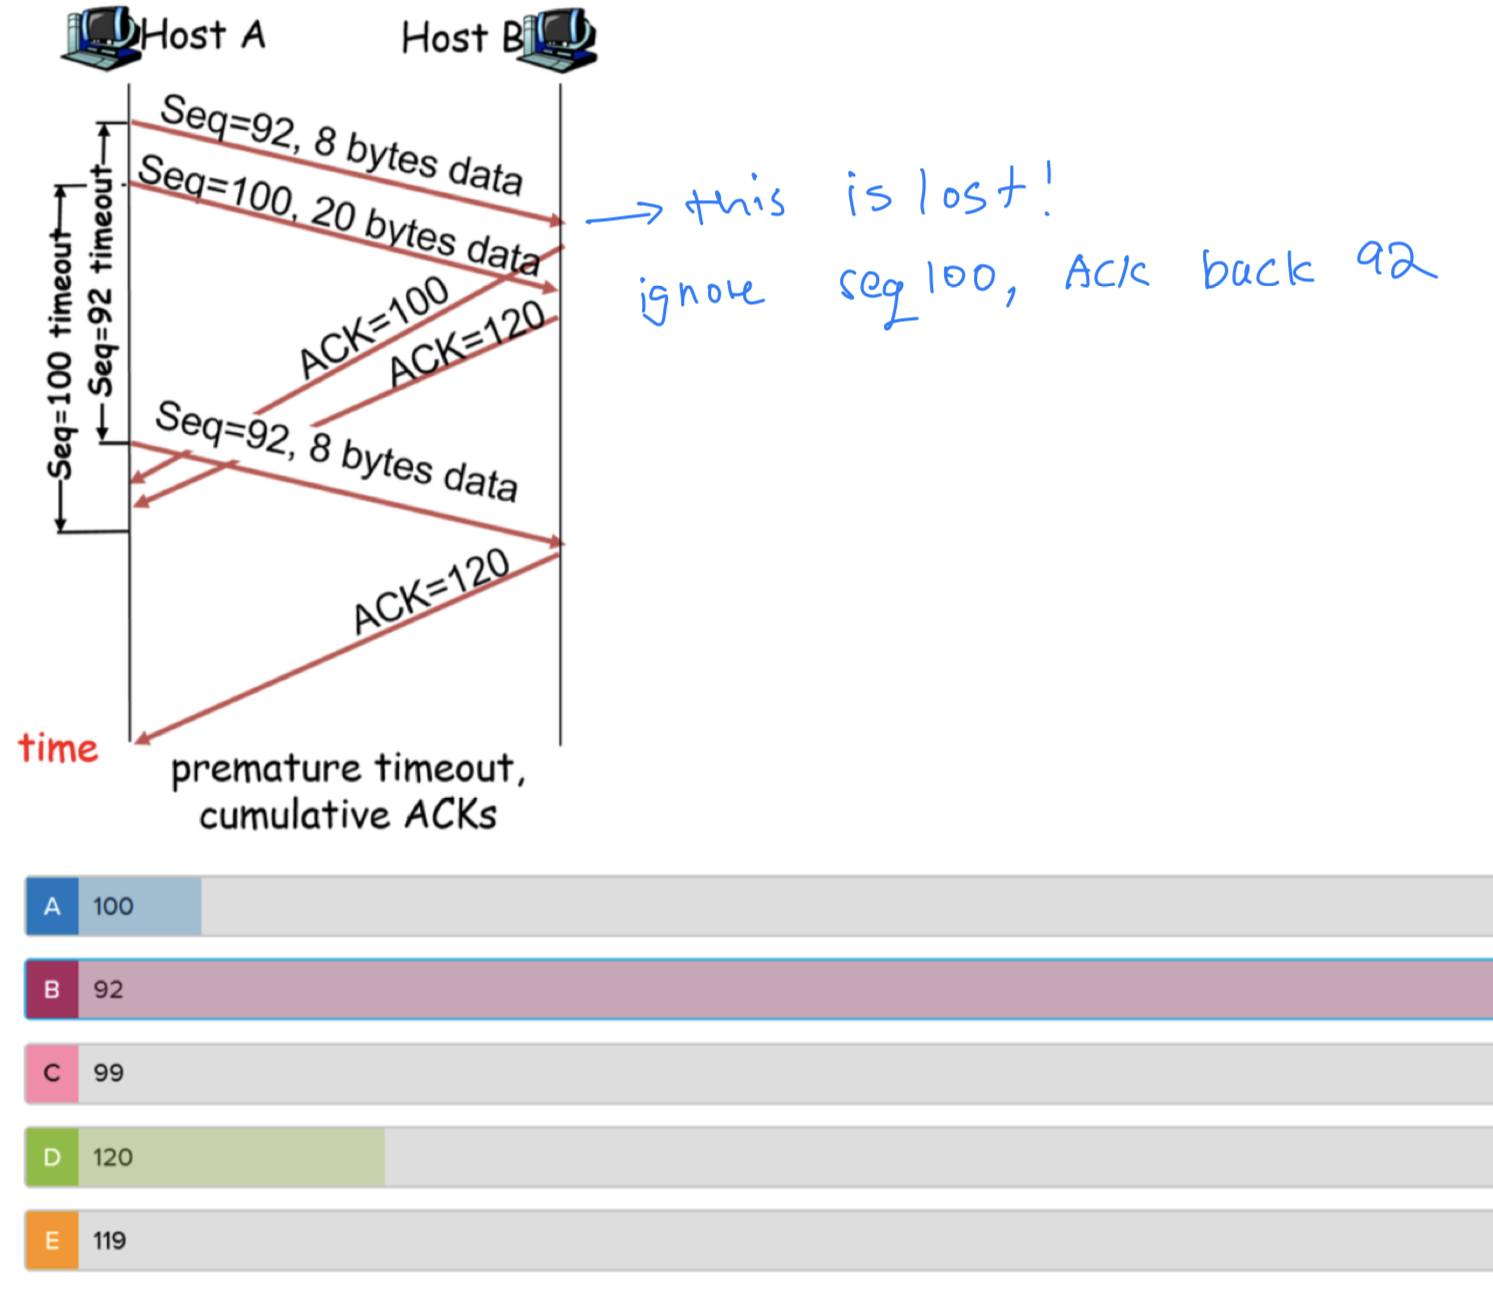 Host A
Host B
Seq=92, 8 bytes data
Seq=100, 20 bytes data
this is lost!
ignore seq 100, ACK back 92
Seq=100 timeout
Seq=92 timeout
ACK=100
ACK=120
Seq=92, 8 bytes data
ACK=120
time
premature timeout,
cumulative ACKs
A 100
B 92
C 99
D 120
E 119